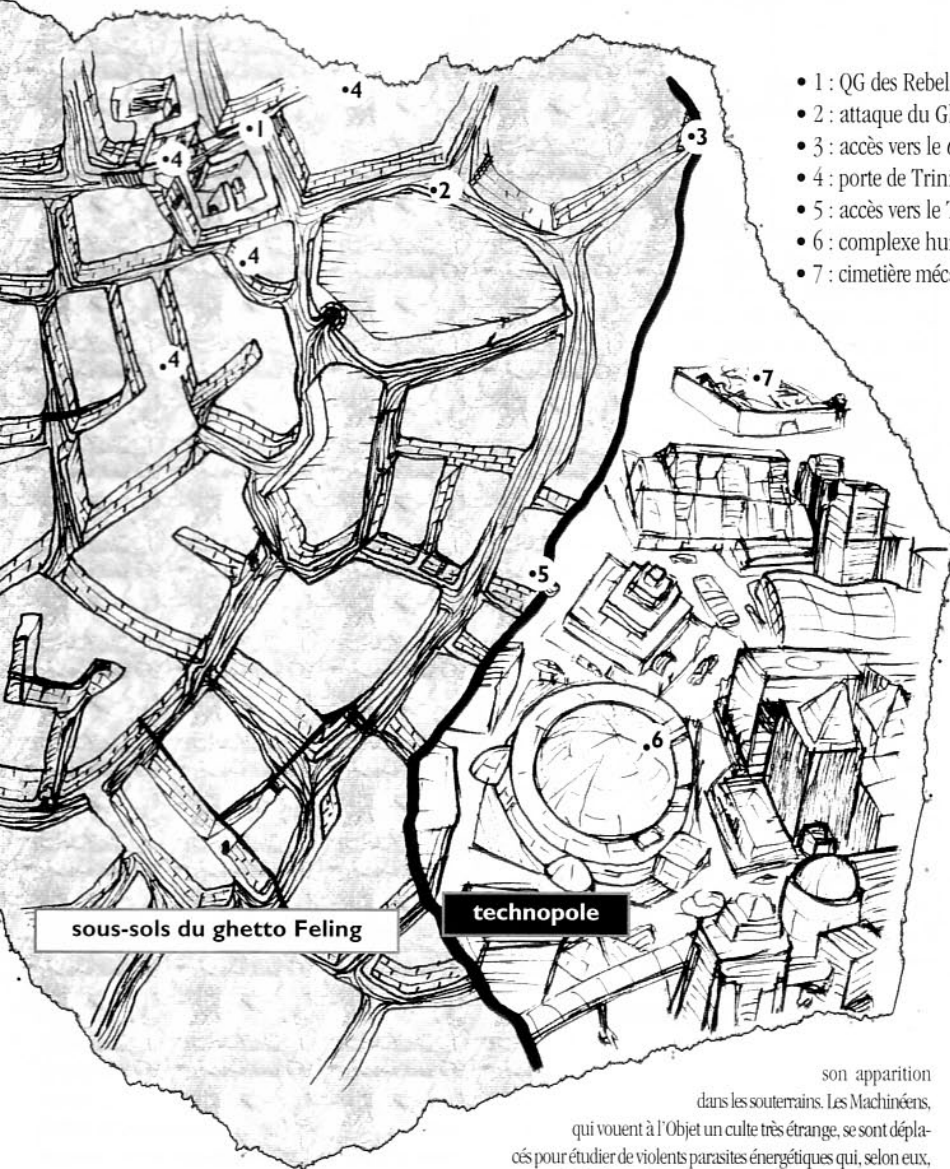 • 1 : QG des Rebel
• 2 : attaque du G
• 3 : accès vers le
• 4 : porte de Trin
• 5 : accès vers le T
• 6 : complexe hu
• 7 : cimetière méc
•4
•1
•3
•4
•2
•4
•4
•7
•5
•6
sous-sols du ghetto Feling
technopole
son apparition
dans les souterrains. Les Machinéens,
qui vouent à l'Objet un culte très étrange, se sont dépla-
cés pour étudier de violents parasites énergétiques qui, selon eux,